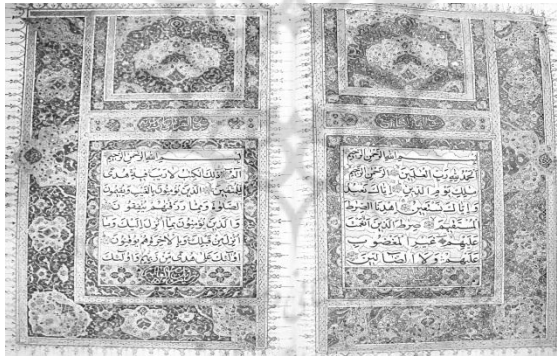 بسم الله الرحمن الرحيم
الحمد لله رب العلمين
ملك يوم الدين اياك نعبد
و اياك نستعين اهدنا الصرط
المستقيم صرط الذين انعمت
عليهم غير المغضوب
عليهم ولا الضالين
بسم الله الرحمن الرحيم
الم ذلك الكتب لا ريب فيه هدى
للمتقين الذين يؤمنون بالغيب ويقيمون
الصلوة ومما رزقنهم ينفقون
والذين يؤمنون بما انزل اليك وما
انزل من قبلك وبالاخرة هم يوقنون
اولئك على هدى من ربهم واولئك